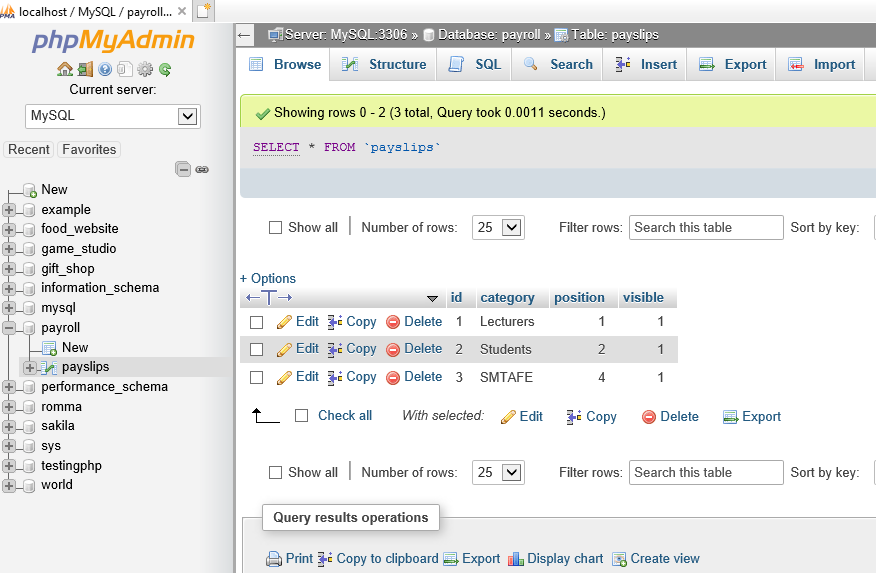 localhost / MySQL / payroll...
phpMyAdmin
Current server:
MySQL
Recent Favorites
New
example
food_website
game_studio
gift_shop
information_schema
mysql
payroll
New
payslips
performance_schema
romma
sakila
sys
testingphp
world
Server: MySQL:3306 » Database: payroll » Table: payslips
Browse Structure SQL Search Insert Export Import
Showing rows 0 - 2 (3 total, Query took 0.0011 seconds.)
SELECT * FROM `payslips`
Show all Number of rows: 25 Filter rows: Search this table Sort by key:
+ Options
←T→ id category position visible
Edit Copy Delete 1 Lecturers 1 1
Edit Copy Delete 2 Students 2 1
Edit Copy Delete 3 SMTAFE 4 1
Check all With selected: Edit Copy Delete Export
Show all Number of rows: 25 Filter rows: Search this table Sort by key:
Query results operations
Print Copy to clipboard Export Display chart Create view